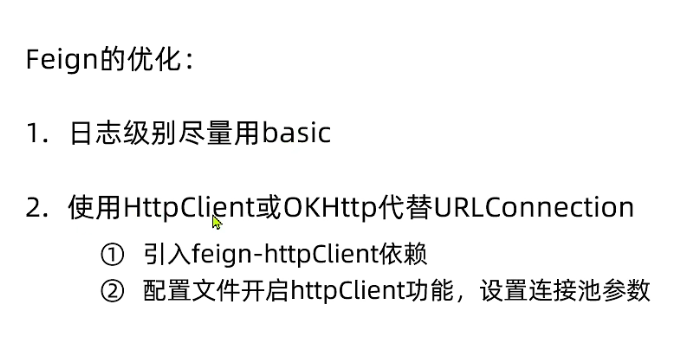 Feign的优化：
1. 日志级别尽量用basic
2. 使用HttpClient或OKHttp代替URLConnection
① 引入feign-httpClient依赖
② 配置文件开启httpClient功能，设置连接池参数